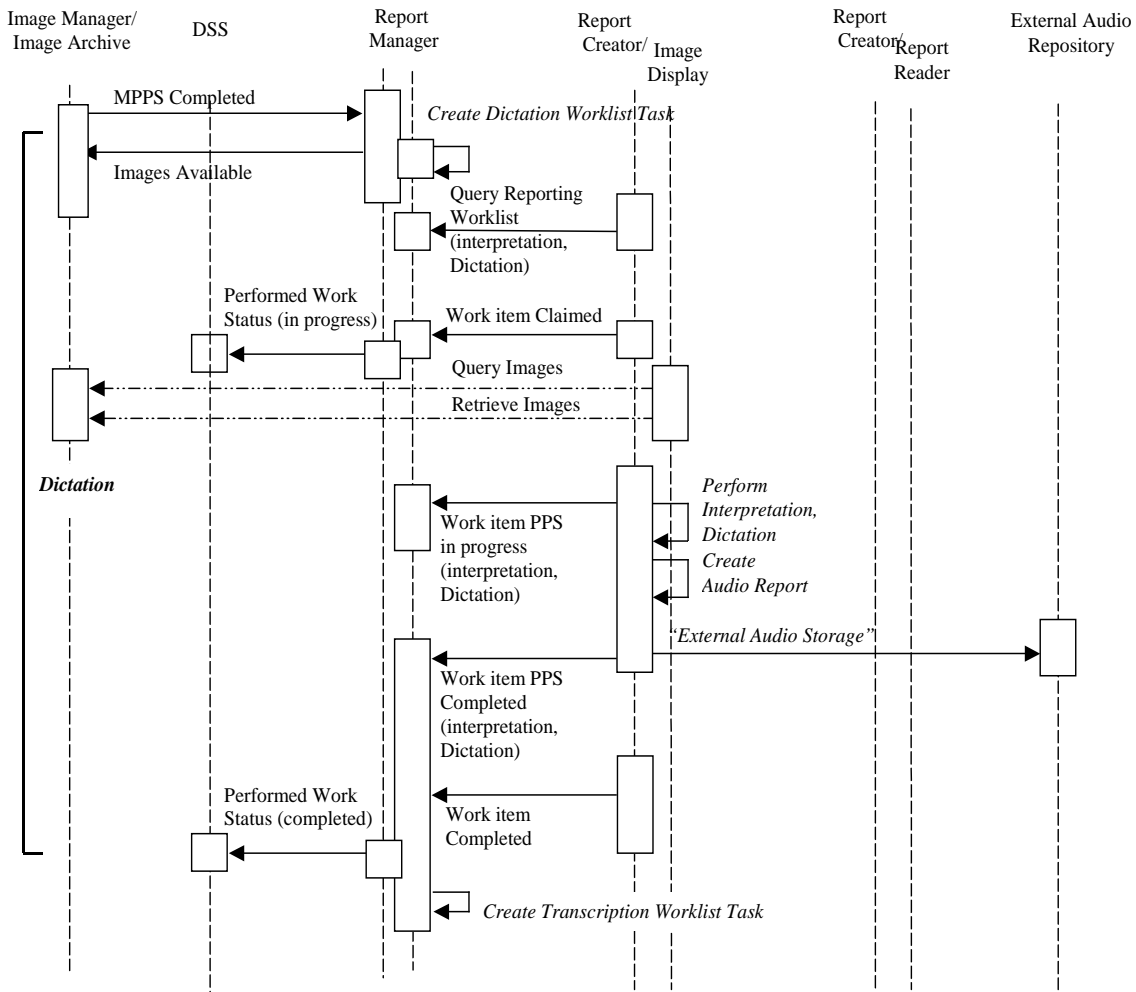 Image Manager/
Image Archive
DSS
Report
Manager
Report
Creator/
Image
Display
Report
Creator/
Report
Reader
External Audio
Repository
MPPS Completed
Create Dictation Worklist Task
Images Available
Query Reporting
Worklist
(interpretation,
Dictation)
Performed Work
Status (in progress)
Work item Claimed
Query Images
Retrieve Images
Dictation
Perform
Interpretation,
Dictation
Work item PPS
in progress
(interpretation,
Dictation)
Create
Audio Report
“External Audio Storage”
Work item PPS
Completed
(interpretation,
Dictation)
Performed Work
Status (completed)
Work item
Completed
Create Transcription Worklist Task